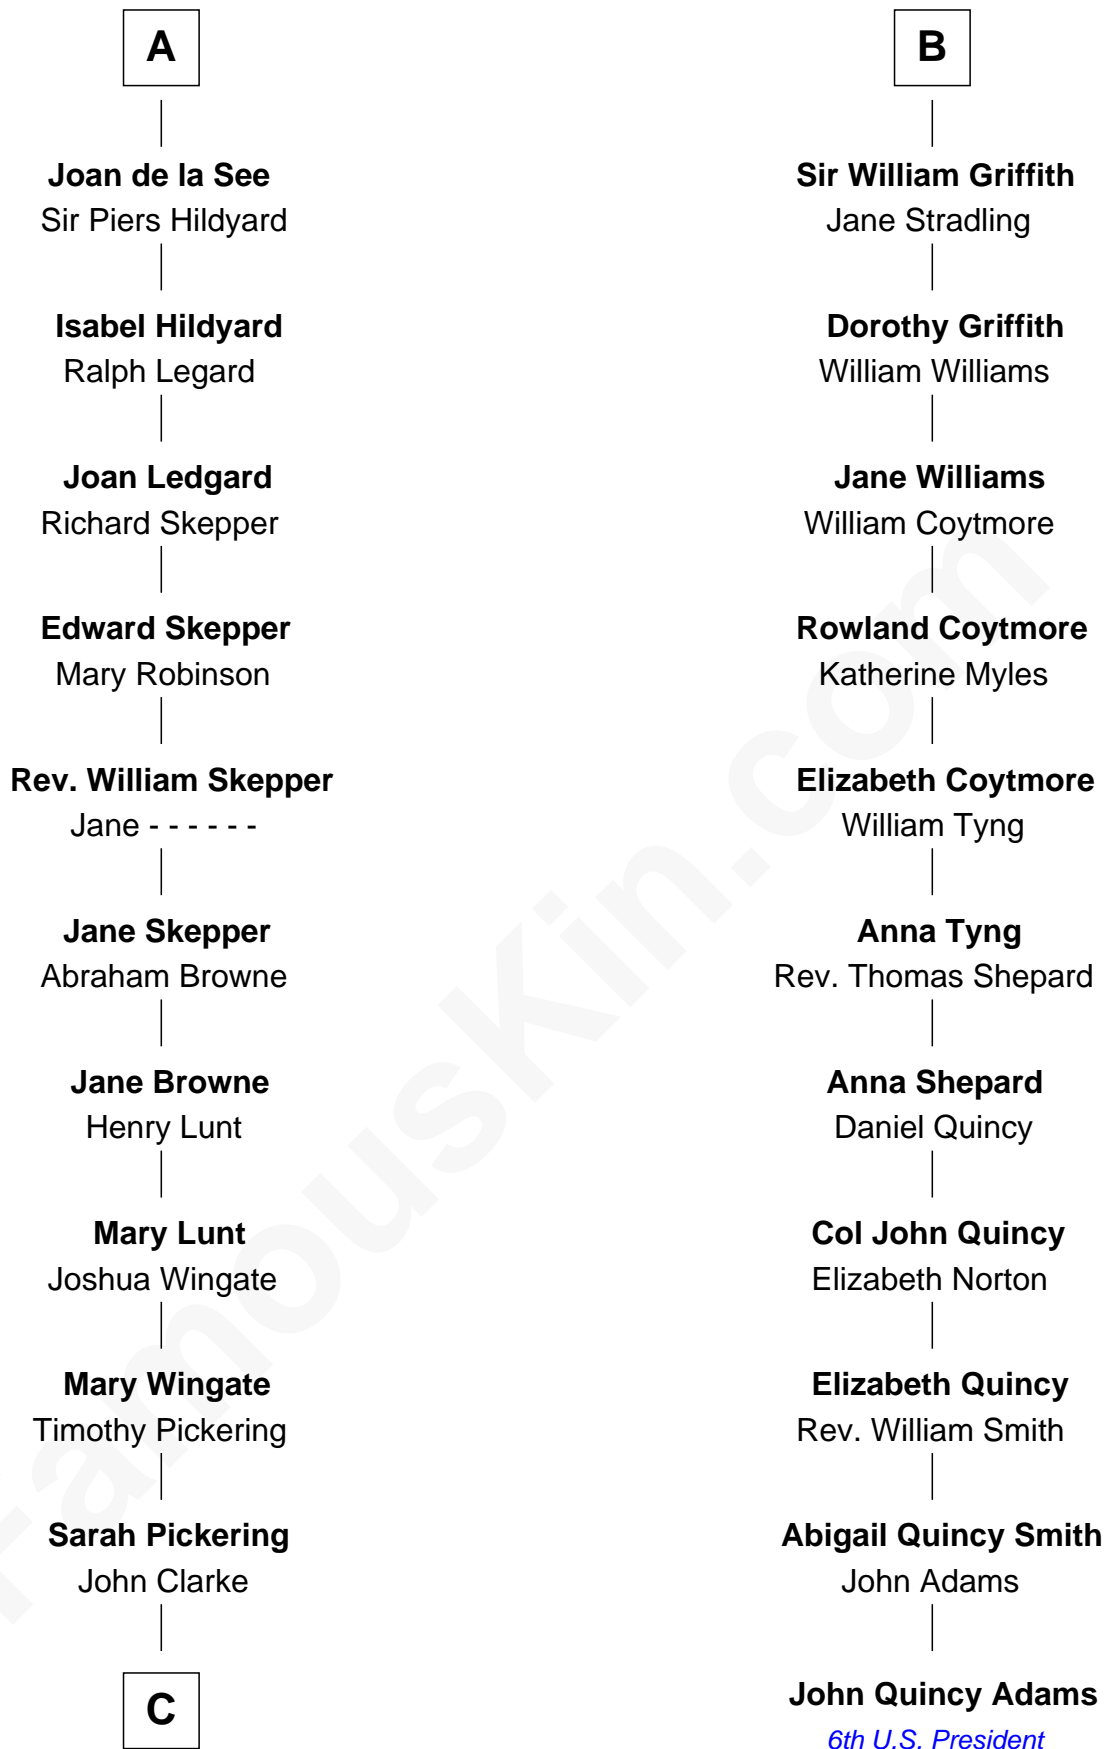 A
Joan de la See
Sir Piers Hildyard
Isabel Hildyard
Ralph Legard
Joan Ledgard
Richard Skepper
Edward Skepper
Mary Robinson
Rev. William Skepper
Jane - - - - - -
Jane Skepper
Abraham Browne
Jane Browne
Henry Lunt
Mary Lunt
Joshua Wingate
Mary Wingate
Timothy Pickering
Sarah Pickering
John Clarke
C
B
Sir William Griffith
Jane Stradling
Dorothy Griffith
William Williams
Jane Williams
William Coytmore
Rowland Coytmore
Katherine Myles
Elizabeth Coytmore
William Tyng
Anna Tyng
Rev. Thomas Shepard
Anna Shepard
Daniel Quincy
Col John Quincy
Elizabeth Norton
Elizabeth Quincy
Rev. William Smith
Abigail Quincy Smith
John Adams
John Quincy Adams
6th U.S. President
FamousKin.com